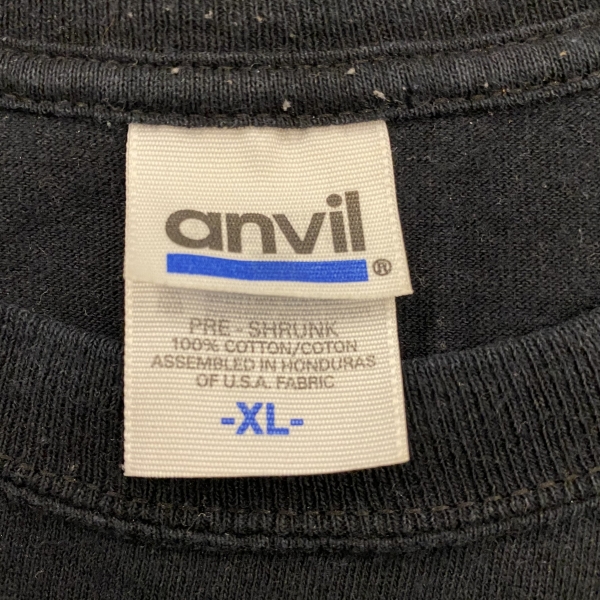 anvil
®
PRE - SHRUNK
100% COTTON/COTON
ASSEMBLED IN HONDURAS
OF U.S.A. FABRIC
-XL-